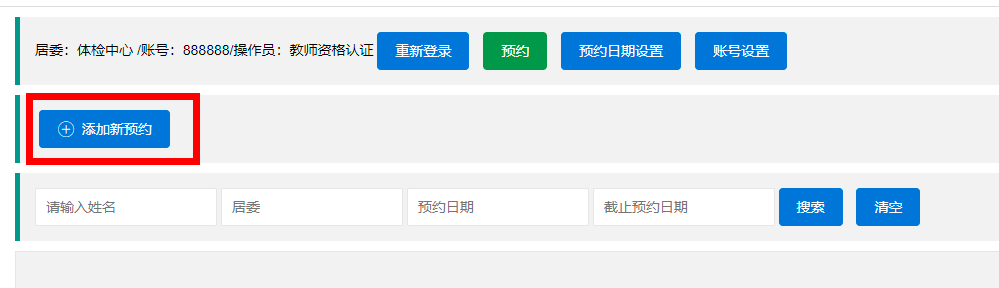 居委：体检中心 /账号：888888/操作员：教师资格认证 重新登录 预约 预约日期设置 账号设置
添加新预约
请输入姓名 居委 预约日期 截止预约日期 搜索 清空